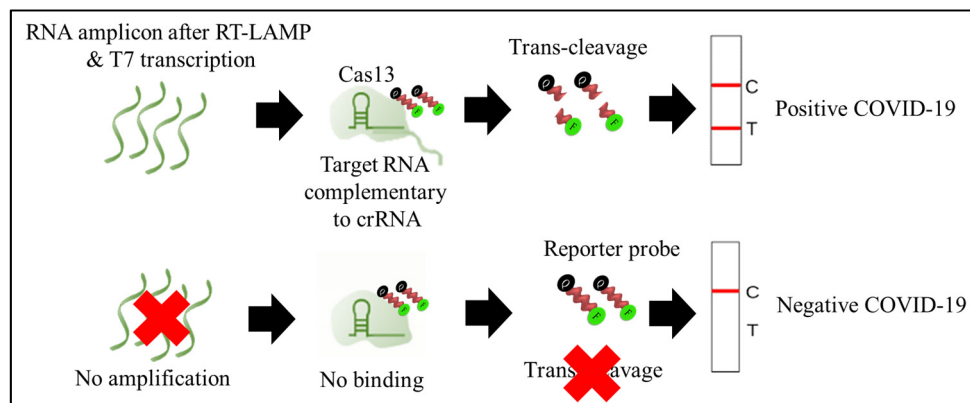 RNA amplicon after RT-LAMP
& T7 transcription
Cas13
Q Q
F F
Target RNA
complementary
to crRNA
Trans-cleavage
Q Q
F F
C
T
Positive COVID-19
No amplification
Q Q
F F
No binding
Reporter probe
Q Q
F F
C
T
Negative COVID-19